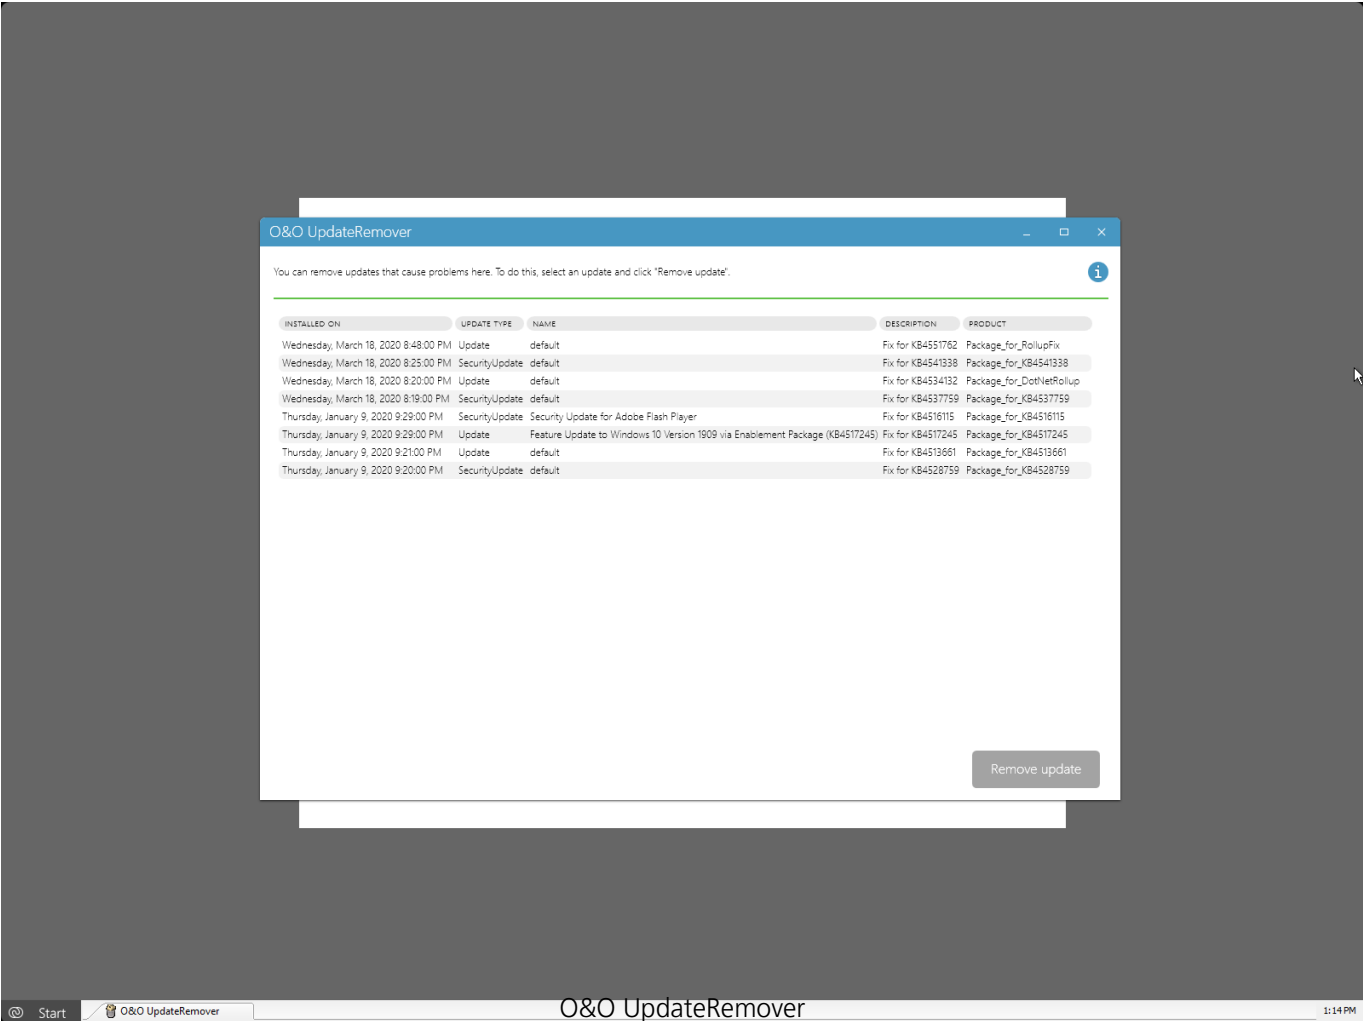 O&O UpdateRemover
You can remove updates that cause problems here. To do this, select an update and click "Remove update".
INSTALLED ON UPDATE TYPE NAME DESCRIPTION PRODUCT
Wednesday, March 18, 2020 8:48:00 PM Update default Fix for KB4551762 Package_for_RollupFix
Wednesday, March 18, 2020 8:25:00 PM SecurityUpdate default Fix for KB4541338 Package_for_KB4541338
Wednesday, March 18, 2020 8:20:00 PM Update default Fix for KB4534132 Package_for_DotNetRollup
Wednesday, March 18, 2020 8:19:00 PM SecurityUpdate default Fix for KB4537759 Package_for_KB4537759
Thursday, January 9, 2020 9:29:00 PM SecurityUpdate Security Update for Adobe Flash Player Fix for KB4516115 Package_for_KB4516115
Thursday, January 9, 2020 9:29:00 PM Update Feature Update to Windows 10 Version 1909 via Enablement Package (KB4517245) Fix for KB4517245 Package_for_KB4517245
Thursday, January 9, 2020 9:21:00 PM Update default Fix for KB4513661 Package_for_KB4513661
Thursday, January 9, 2020 9:20:00 PM SecurityUpdate default Fix for KB4528759 Package_for_KB4528759
Remove update
Start O&O UpdateRemover O&O UpdateRemover 1:14 PM